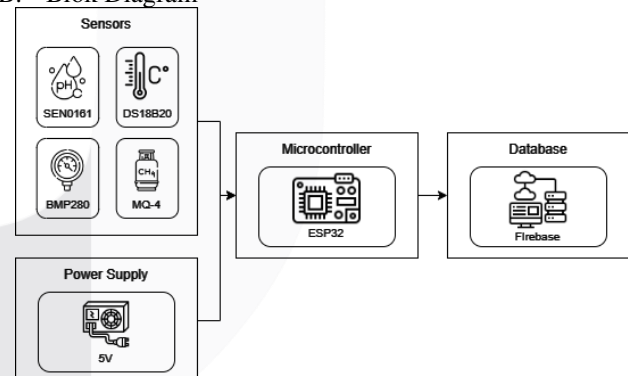 B. Blok Diagram
Sensors
pH
C°
SEN0161
DS18B20
CH4
BMP280
MQ-4
Microcontroller
ESP32
Database
Firebase
Power Supply
5V